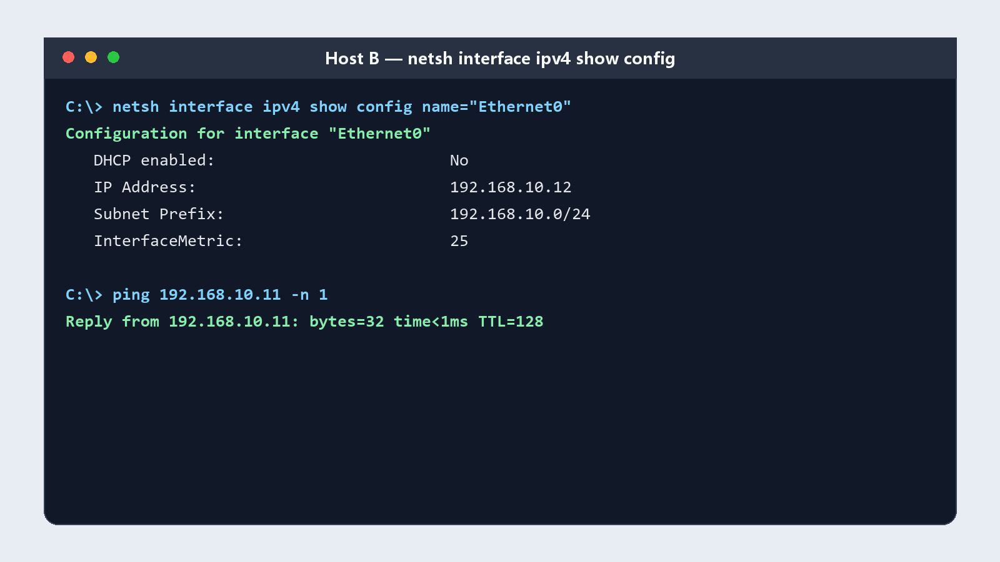 Host B — netsh interface ipv4 show config
C:\> netsh interface ipv4 show config name="Ethernet0"
Configuration for interface "Ethernet0"
   DHCP enabled:                         No
   IP Address:                           192.168.10.12
   Subnet Prefix:                        192.168.10.0/24
   InterfaceMetric:                      25
C:\> ping 192.168.10.11 -n 1
Reply from 192.168.10.11: bytes=32 time<1ms TTL=128